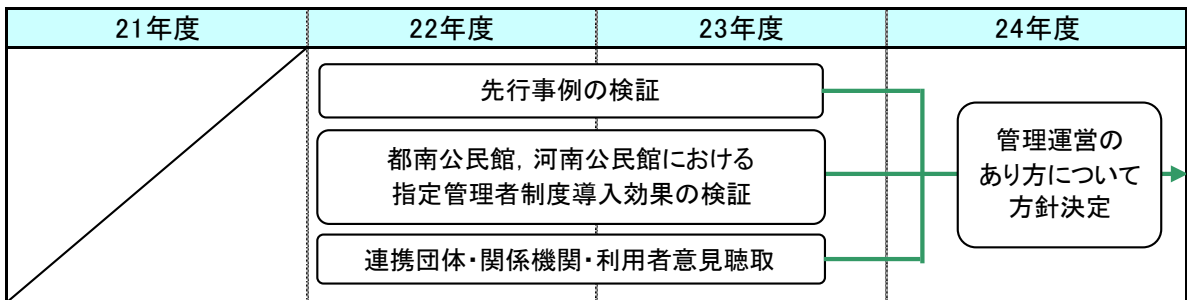 21年度
22年度
23年度
24年度
先行事例の検証
都南公民館，河南公民館における
指定管理者制度導入効果の検証
連携団体・関係機関・利用者意見聴取
管理運営の
あり方について
方針決定